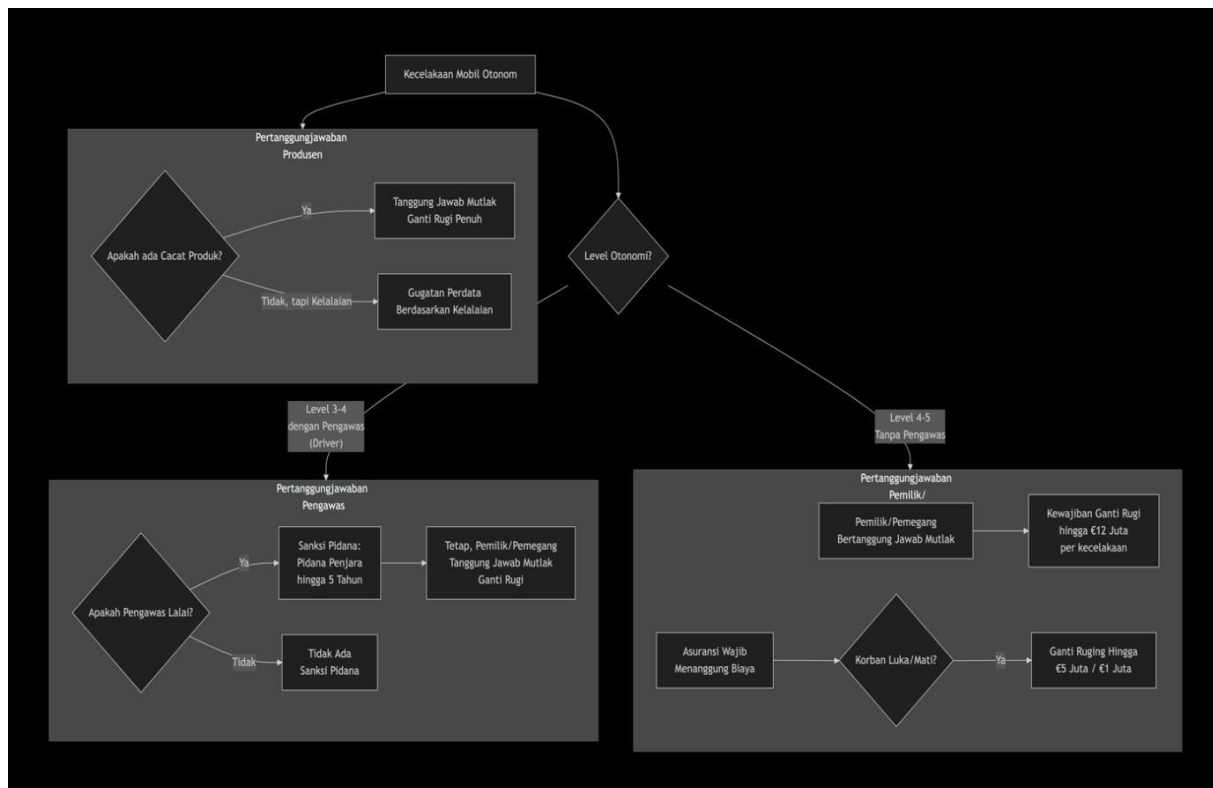 Kecelakaan Mobil Otonom
Pertanggungjawaban
Produsen
Apakah ada Cacat Produk?
Ya
Tanggung Jawab Mutlak
Ganti Rugi Penuh
Tidak, tapi Kelalaian
Gugatan Perdata
Berdasarkan Kelalaian
Level Otonomi?
Level 3-4
dengan Pengawas
(Driver)
Level 4-5
Tanpa Pengawas
Pertanggungjawaban
Pengawas
Apakah Pengawas Lalai?
Ya
Sanksi Pidana:
Pidana Penjara
hingga 5 Tahun
Tetap, Pemilik/Pemegang
Tanggung Jawab Mutlak
Ganti Rugi
Tidak
Tidak Ada
Sanksi Pidana
Pertanggungjawaban
Pemilik/
Pemilik/Pemegang
Bertanggung Jawab Mutlak
Kewajiban Ganti Rugi
hingga €12 Juta
per kecelakaan
Asuransi Wajib
Menanggung Biaya
Korban Luka/Mati?
Ya
Ganti Ruging Hingga
€5 Juta / €1 Juta